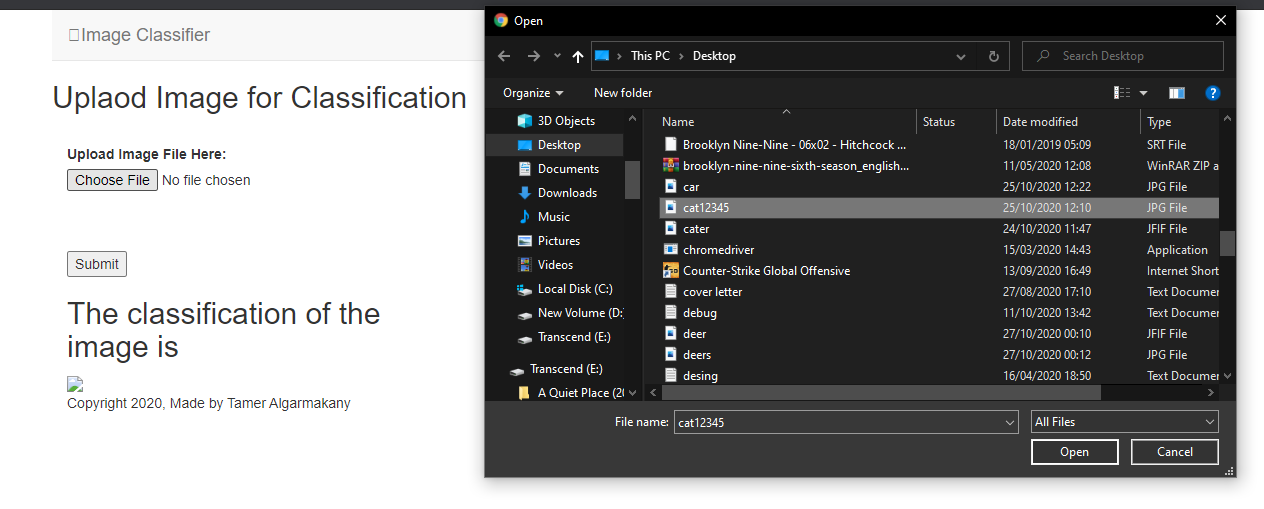 Image Classifier
Uplaod Image for Classification
Upload Image File Here:
Choose File No file chosen
Submit
The classification of the
image is
Copyright 2020, Made by Tamer Algarmakany
Open
This PC > Desktop
Search Desktop
Organize
New folder
3D Objects
Desktop
Documents
Downloads
Music
Pictures
Videos
Local Disk (C:)
New Volume (D:)
Transcend (E:)
Transcend (E:)
A Quiet Place (20
Name Status Date modified Type
Brooklyn Nine-Nine - 06x02 - Hitchcock ... 18/01/2019 05:09 SRT File
brooklyn-nine-nine-sixth-season_english... 11/05/2020 12:08 WinRAR ZIP a
car 25/10/2020 12:22 JPG File
cat12345 25/10/2020 12:10 JPG File
cater 24/10/2020 11:47 JFIF File
chromedriver 15/03/2020 14:43 Application
Counter-Strike Global Offensive 13/09/2020 16:49 Internet Short
cover letter 27/08/2020 17:10 Text Documer
debug 11/10/2020 13:42 Text Documer
deer 27/10/2020 00:10 JFIF File
deers 27/10/2020 00:12 JPG File
desing 16/04/2020 18:50 Text Documer
File name: cat12345
All Files
Open
Cancel